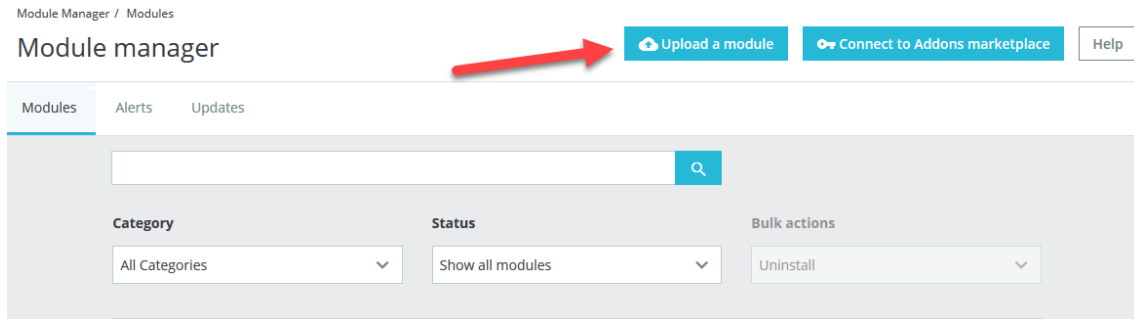 Module Manager / Modules
Module manager
Upload a module
Connect to Addons marketplace
Help
Modules Alerts Updates
Category Status Bulk actions
All Categories Show all modules Uninstall